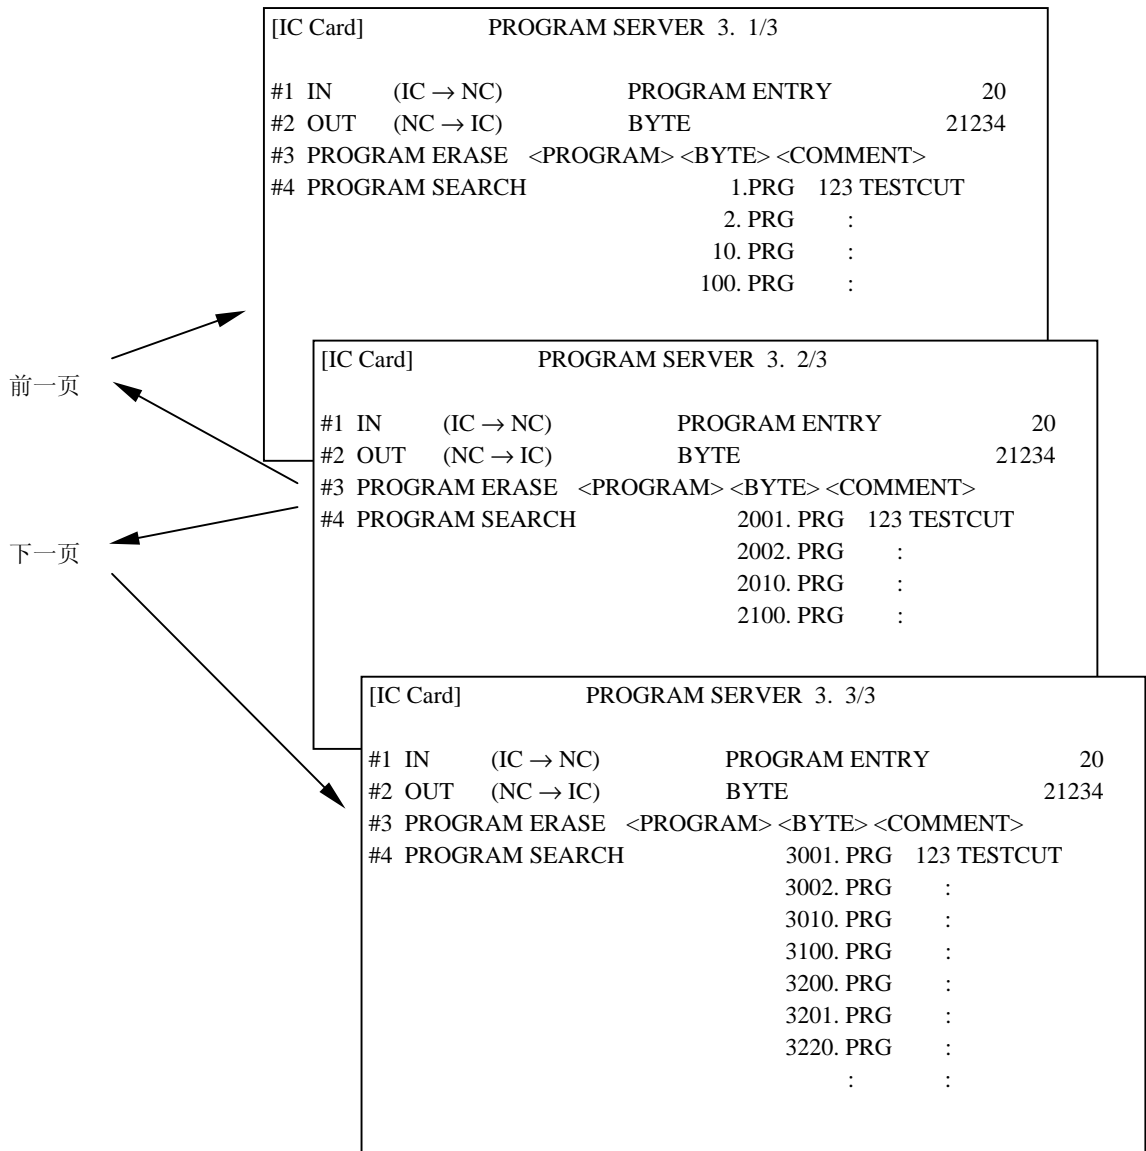 [IC Card] PROGRAM SERVER 3. 1/3
#1 IN (IC → NC) PROGRAM ENTRY 20
#2 OUT (NC → IC) BYTE 21234
#3 PROGRAM ERASE <PROGRAM> <BYTE> <COMMENT>
#4 PROGRAM SEARCH 1.PRG 123 TESTCUT
2. PRG :
10. PRG :
100. PRG :
前一页
[IC Card] PROGRAM SERVER 3. 2/3
#1 IN (IC → NC) PROGRAM ENTRY 20
#2 OUT (NC → IC) BYTE 21234
#3 PROGRAM ERASE <PROGRAM> <BYTE> <COMMENT>
#4 PROGRAM SEARCH 2001. PRG 123 TESTCUT
2002. PRG :
2010. PRG :
2100. PRG :
下一页
[IC Card] PROGRAM SERVER 3. 3/3
#1 IN (IC → NC) PROGRAM ENTRY 20
#2 OUT (NC → IC) BYTE 21234
#3 PROGRAM ERASE <PROGRAM> <BYTE> <COMMENT>
#4 PROGRAM SEARCH 3001. PRG 123 TESTCUT
3002. PRG :
3010. PRG :
3100. PRG :
3200. PRG :
3201. PRG :
3220. PRG :
: :